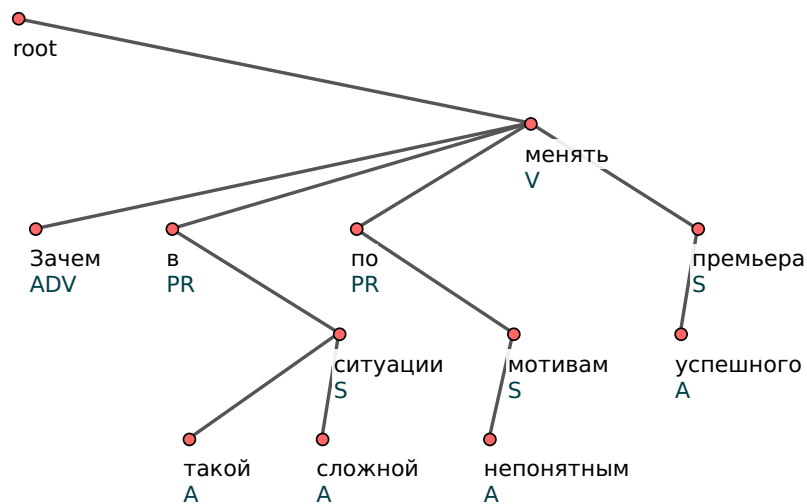 root
менять
V
Зачем в по премьера
ADV PR PR S
ситуации мотивам успешного
S S A
такой сложной непонятным
A A A